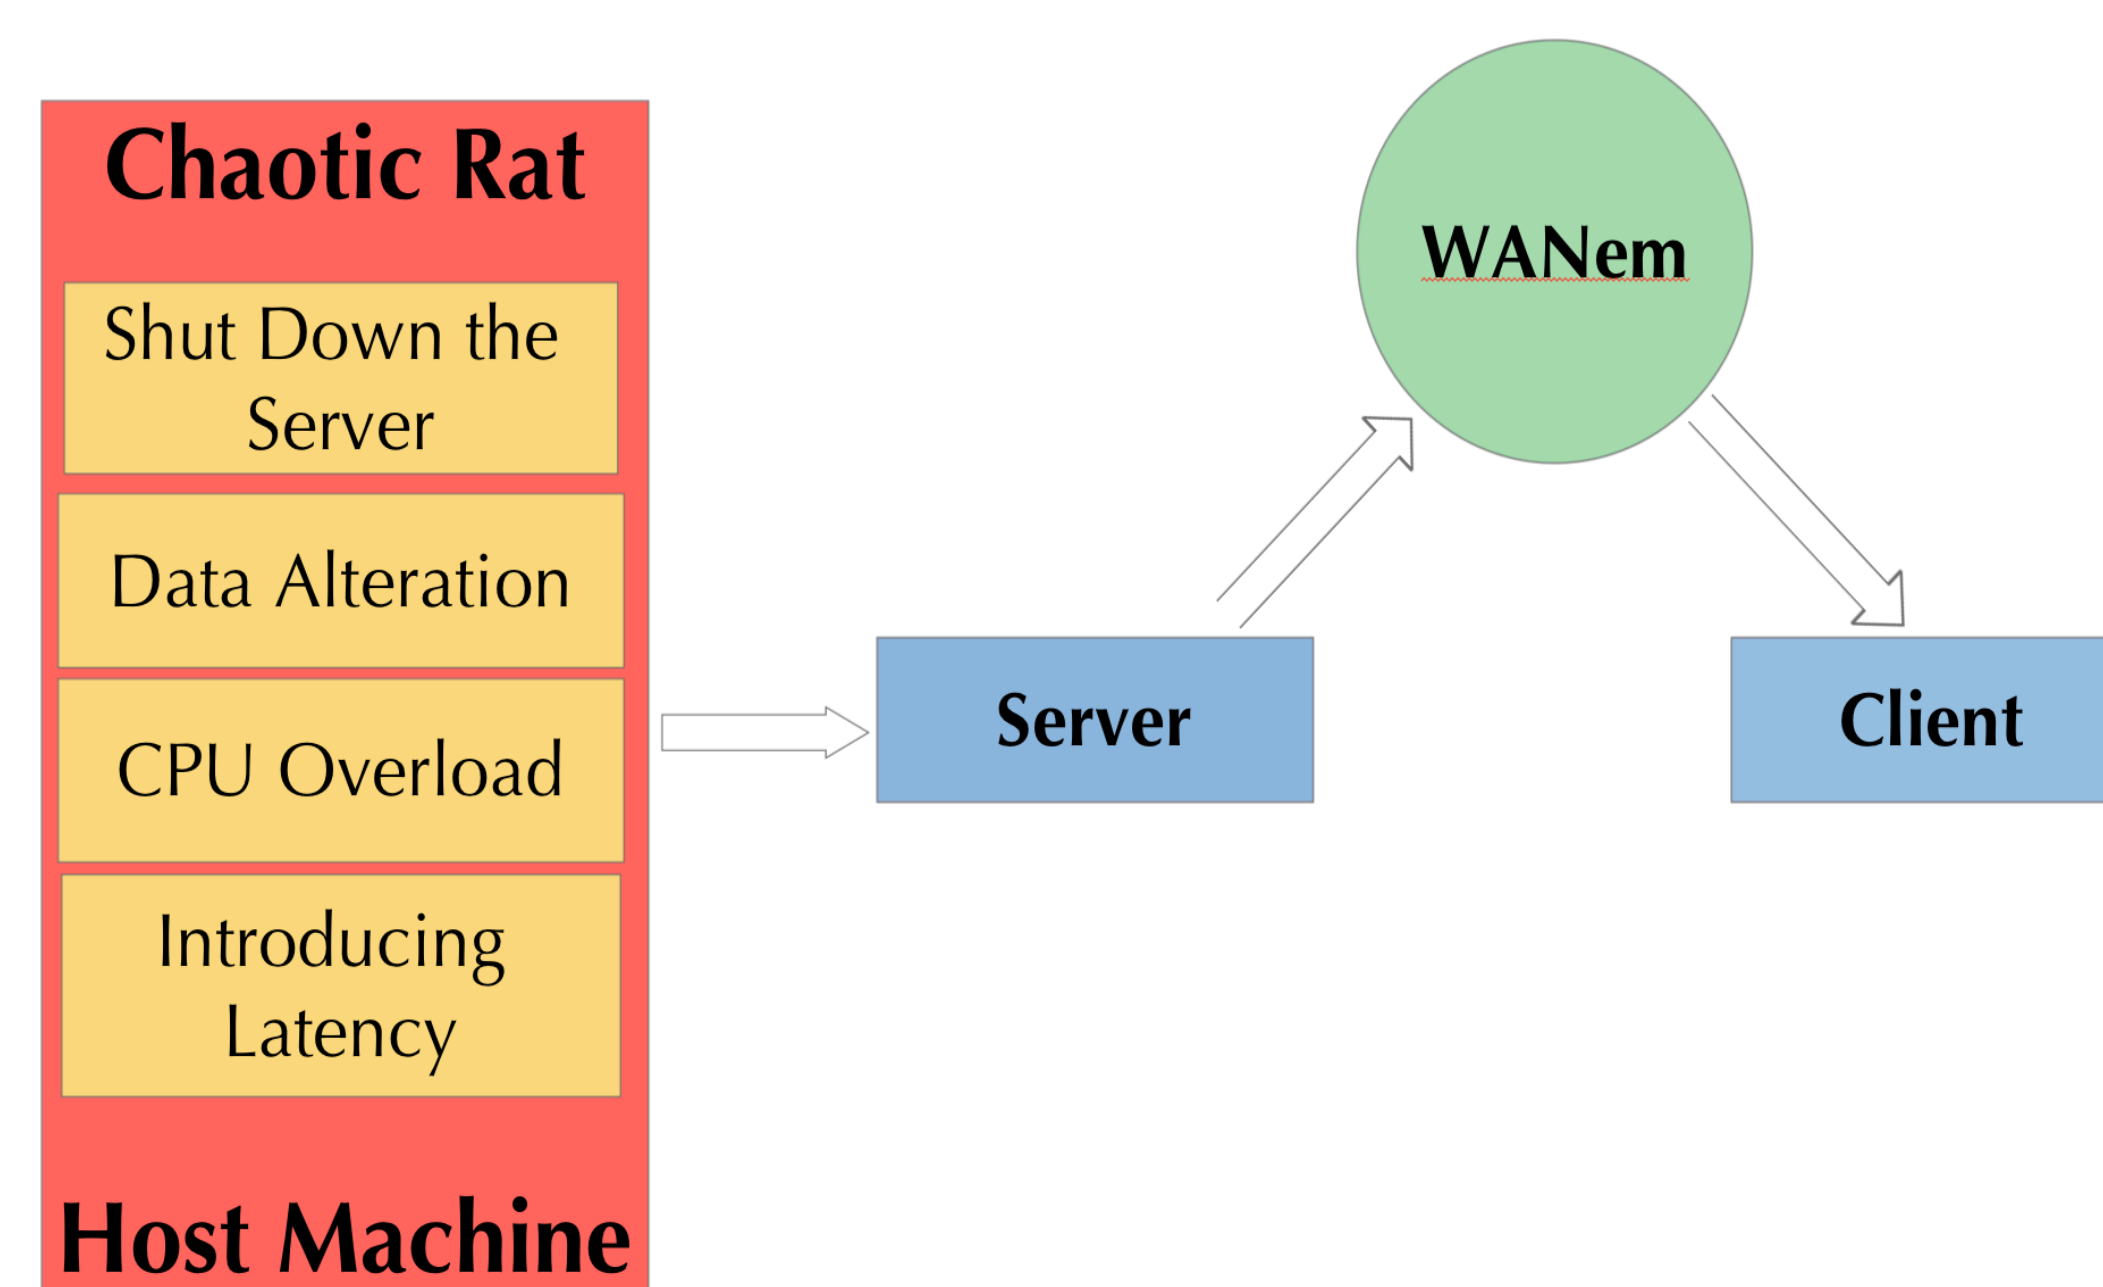 Chaotic Rat
Shut Down the
Server
Data Alteration
CPU Overload
Introducing
Latency
Host Machine
Server
WANem
Client